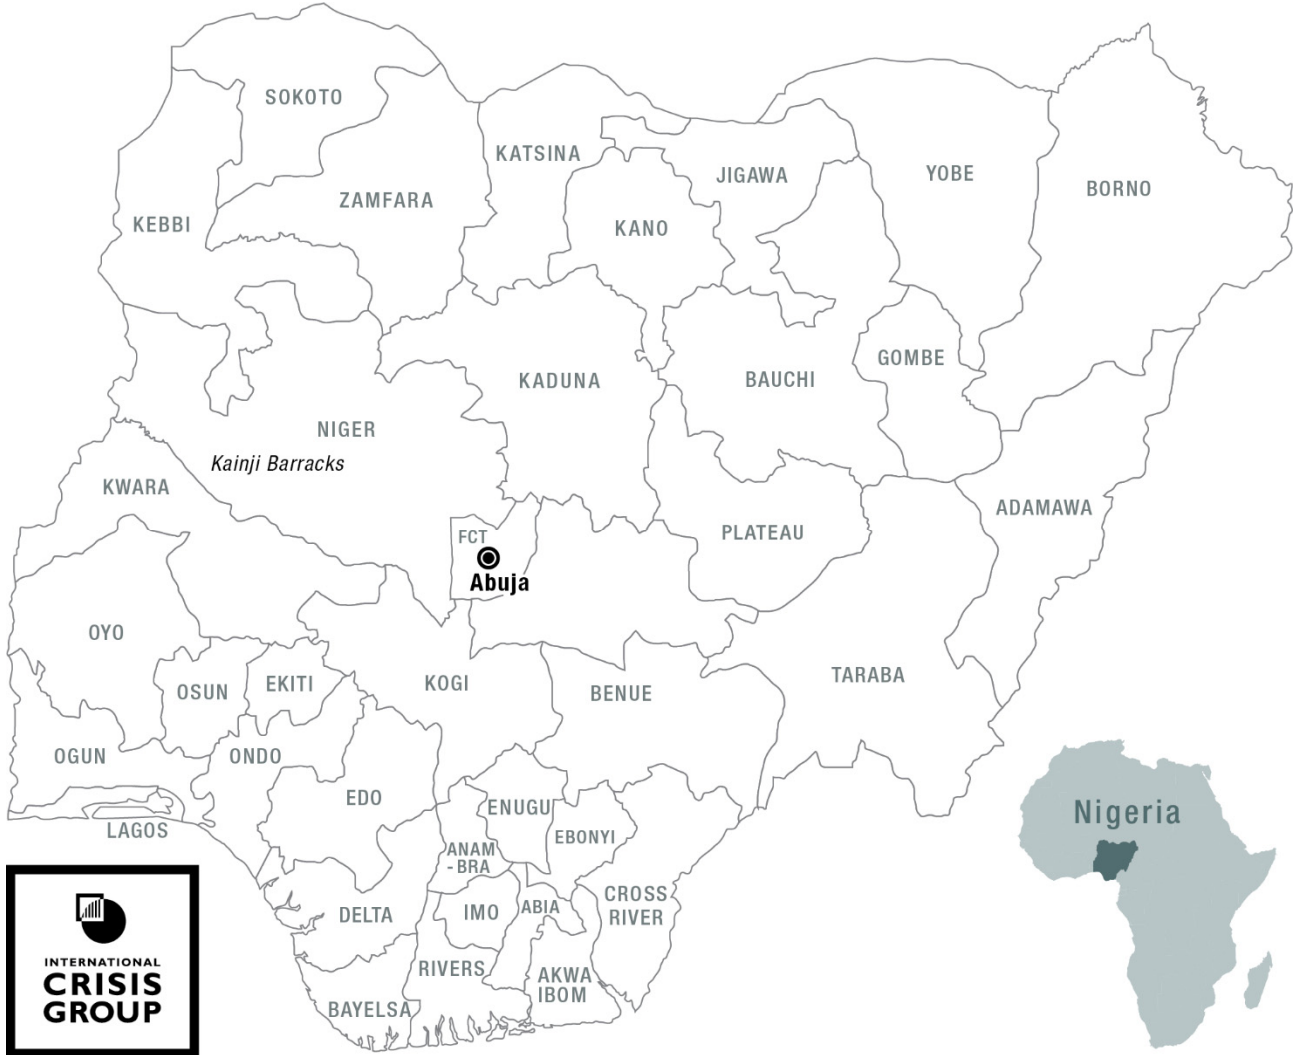 SOKOTO
KATSINA
JIGAWA
YOBE
BORNO
ZAMFARA
KEBBI
KANO
GOMBE
KADUNA
BAUCHI
NIGER
Kainji Barracks
KWARA
ADAMAWA
PLATEAU
FCT
Abuja
OYO
TARABA
OSUN
EKITI
KOGI
BENUE
OGUN
ONDO
EDO
ENUGU
LAGOS
EBONYI
ANAM
-BRA
CROSS
RIVER
DELTA
IMO
ABIA
RIVERS
AKWA
IBOM
BAYELSA
Nigeria
INTERNATIONAL
CRISIS
GROUP